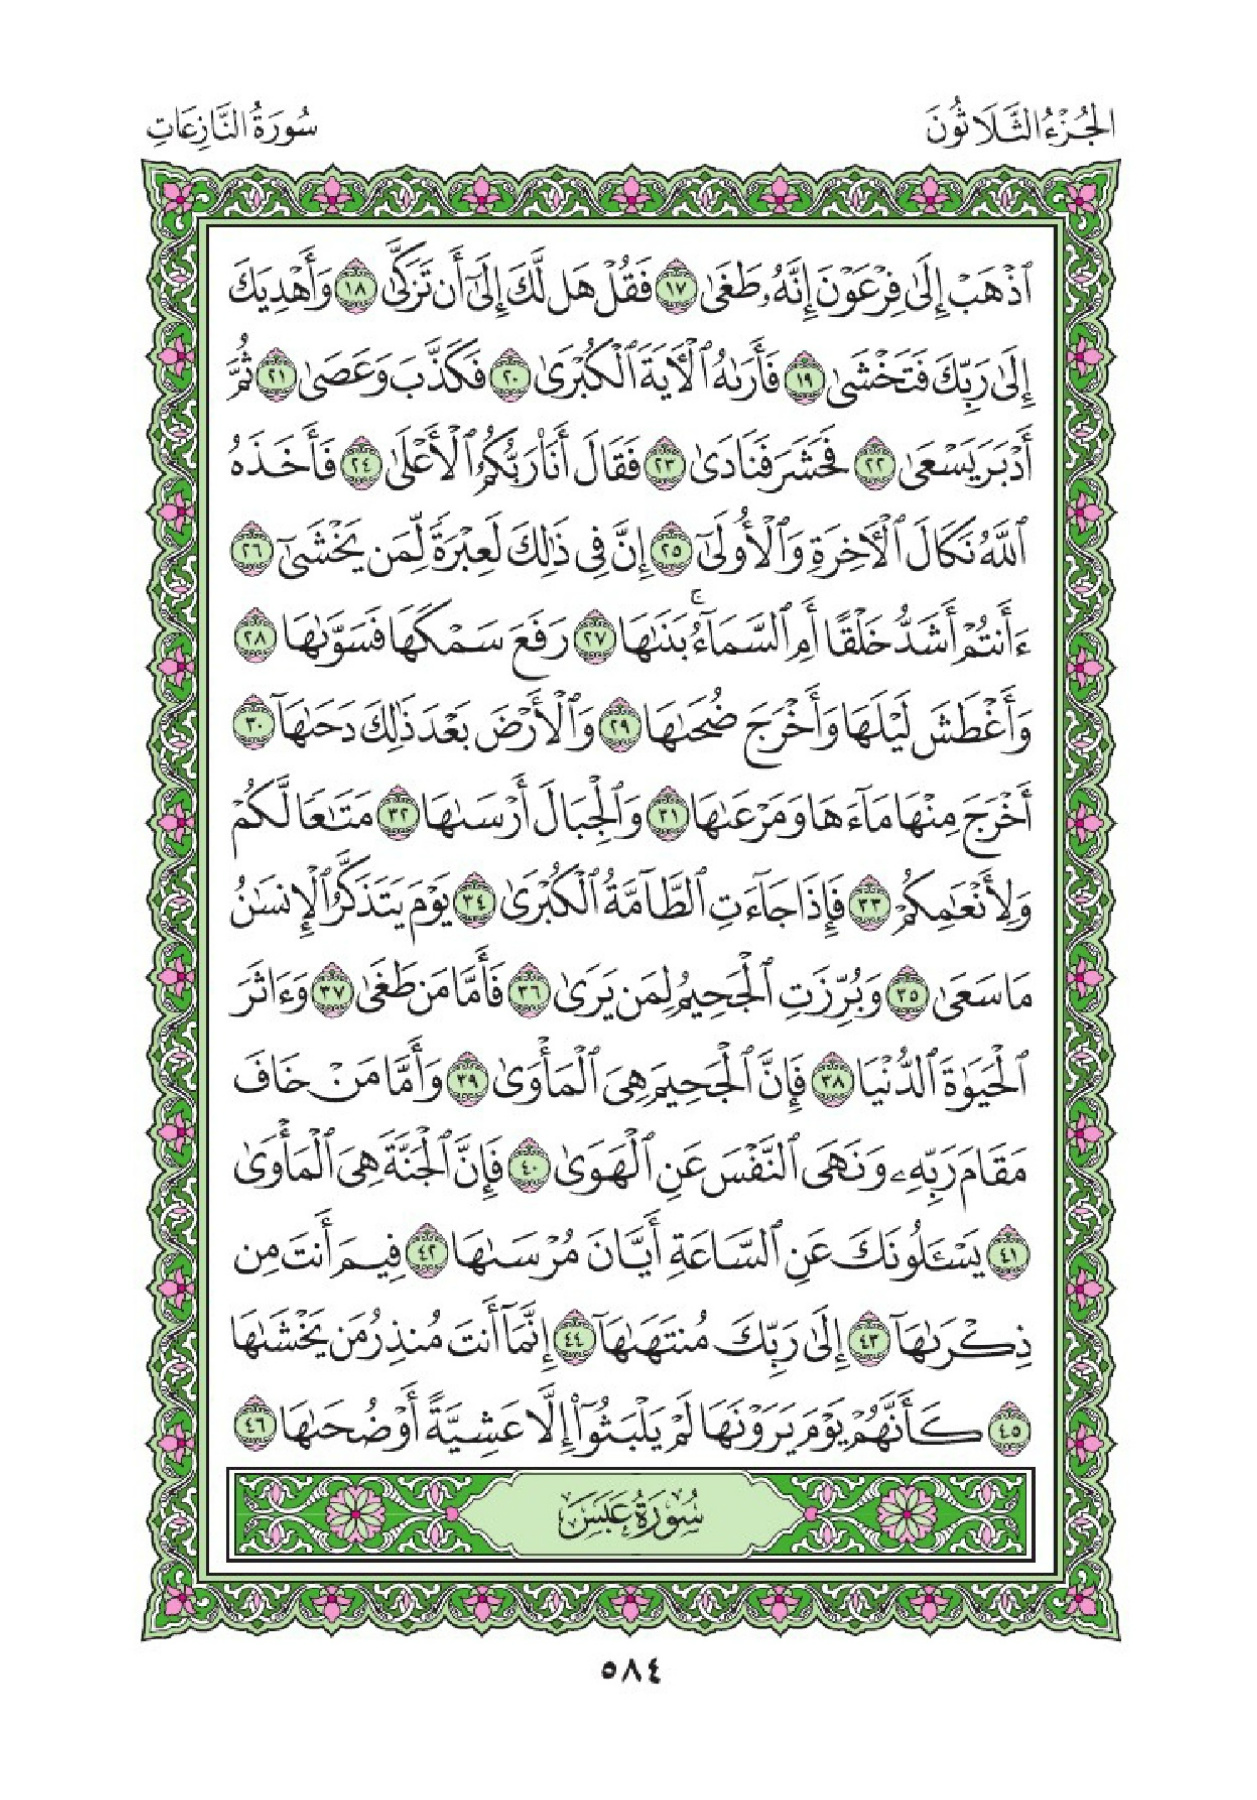 الجُزْءُ الثَّلَاثُونَ
سُورَةُ النَّازِعَاتِ
ٱذْهَبْ إِلَىٰ فِرْعَوْنَ إِنَّهُۥ طَغَىٰ ١٧ فَقُلْ هَل لَّكَ إِلَىٰٓ أَن تَزَكَّىٰ ١٨ وَأَهْدِيَكَ
إِلَىٰ رَبِّكَ فَتَخْشَىٰ ١٩ فَأَرَىٰهُ ٱلْـَٔايَةَ ٱلْكُبْرَىٰ ٢٠ فَكَذَّبَ وَعَصَىٰ ٢١ ثُمَّ
أَدْبَرَ يَسْعَىٰ ٢٢ فَحَشَرَ فَنَادَىٰ ٢٣ فَقَالَ أَنَا۠ رَبُّكُمُ ٱلْأَعْلَىٰ ٢٤ فَأَخَذَهُ
ٱللَّهُ نَكَالَ ٱلْـَٔاخِرَةِ وَٱلْأُولَىٰٓ ٢٥ إِنَّ فِى ذَٰلِكَ لَعِبْرَةً لِّمَن يَخْشَىٰٓ ٢٦
ءَأَنتُمْ أَشَدُّ خَلْقًا أَمِ ٱلسَّمَآءُ ۚ بَنَىٰهَا ٢٧ رَفَعَ سَمْكَهَا فَسَوَّىٰهَا ٢٨
وَأَغْطَشَ لَيْلَهَا وَأَخْرَجَ ضُحَىٰهَا ٢٩ وَٱلْأَرْضَ بَعْدَ ذَٰلِكَ دَحَىٰهَآ ٣٠
أَخْرَجَ مِنْهَا مَآءَهَا وَمَرْعَىٰهَا ٣١ وَٱلْجِبَالَ أَرْسَىٰهَا ٣٢ مَتَـٰعًا لَّكُمْ
وَلِأَنْعَـٰمِكُمْ ٣٣ فَإِذَا جَآءَتِ ٱلطَّآمَّةُ ٱلْكُبْرَىٰ ٣٤ يَوْمَ يَتَذَكَّرُ ٱلْإِنسَـٰنُ
مَا سَعَىٰ ٣٥ وَبُرِّزَتِ ٱلْجَحِيمُ لِمَن يَرَىٰ ٣٦ فَأَمَّا مَن طَغَىٰ ٣٧ وَءَاثَرَ
ٱلْحَيَوٰةَ ٱلدُّنْيَا ٣٨ فَإِنَّ ٱلْجَحِيمَ هِىَ ٱلْمَأْوَىٰ ٣٩ وَأَمَّا مَنْ خَافَ
مَقَامَ رَبِّهِۦ وَنَهَى ٱلنَّفْسَ عَنِ ٱلْهَوَىٰ ٤٠ فَإِنَّ ٱلْجَنَّةَ هِىَ ٱلْمَأْوَىٰ
٤١ يَسْـَٔلُونَكَ عَنِ ٱلسَّاعَةِ أَيَّانَ مُرْسَىٰهَا ٤٢ فِيمَ أَنتَ مِن
ذِكْرَىٰهَآ ٤٣ إِلَىٰ رَبِّكَ مُنتَهَىٰهَآ ٤٤ إِنَّمَآ أَنتَ مُنذِرُ مَن يَخْشَىٰهَا
٤٥ كَأَنَّهُمْ يَوْمَ يَرَوْنَهَا لَمْ يَلْبَثُوٓا۟ إِلَّا عَشِيَّةً أَوْ ضُحَىٰهَا ٤٦
سُورَةُ عَبَسَ
٥٨٤